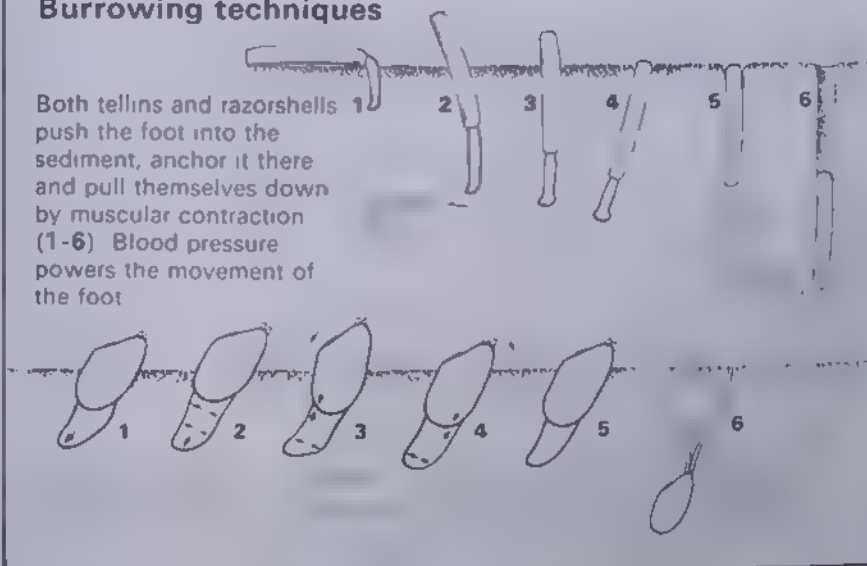 Burrowing techniques
Both tellins and razorshells
push the foot into the
sediment, anchor it there
and pull themselves down
by muscular contraction
(1-6) Blood pressure
powers the movement of
the foot
1 2 3 4 5 6
1 2 3 4 5 6